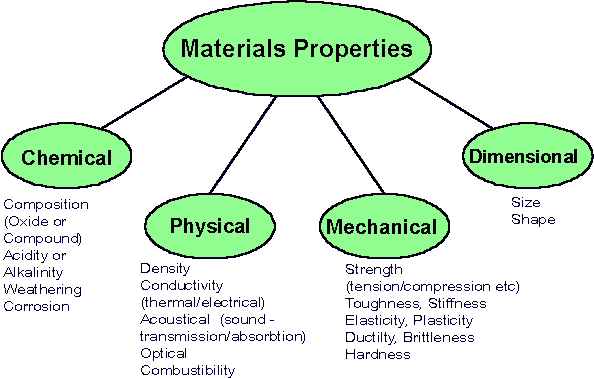 Materials Properties
Chemical
Composition
(Oxide or
Compound)
Acidity or
Alkalinity
Weathering
Corrosion
Physical
Density
Conductivity
(thermal/electrical)
Acoustical (sound -
transmission/absorbtion)
Optical
Combustibility
Mechanical
Strength
(tension/compression etc)
Toughness, Stiffness
Elasticity, Plasticity
Ductilty, Brittleness
Hardness
Dimensional
Size
Shape